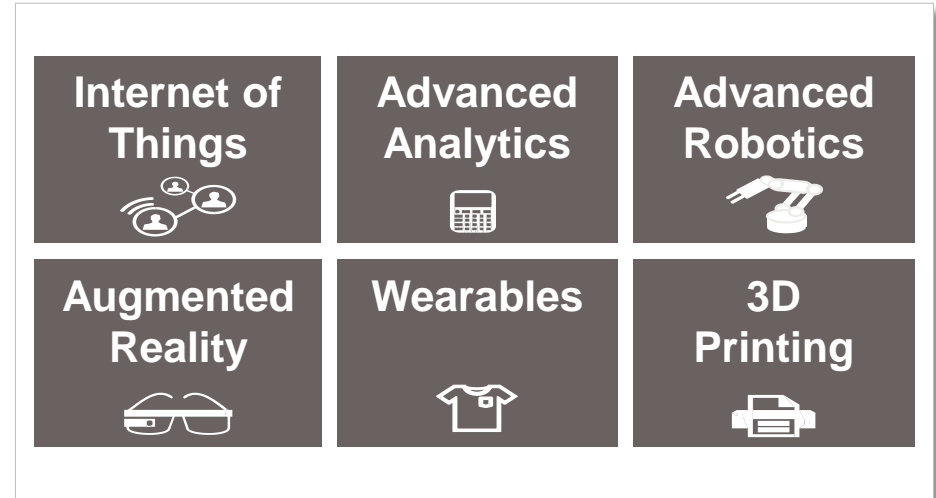 Internet of
Things
Advanced
Analytics
Advanced
Robotics
Augmented
Reality
Wearables
3D
Printing